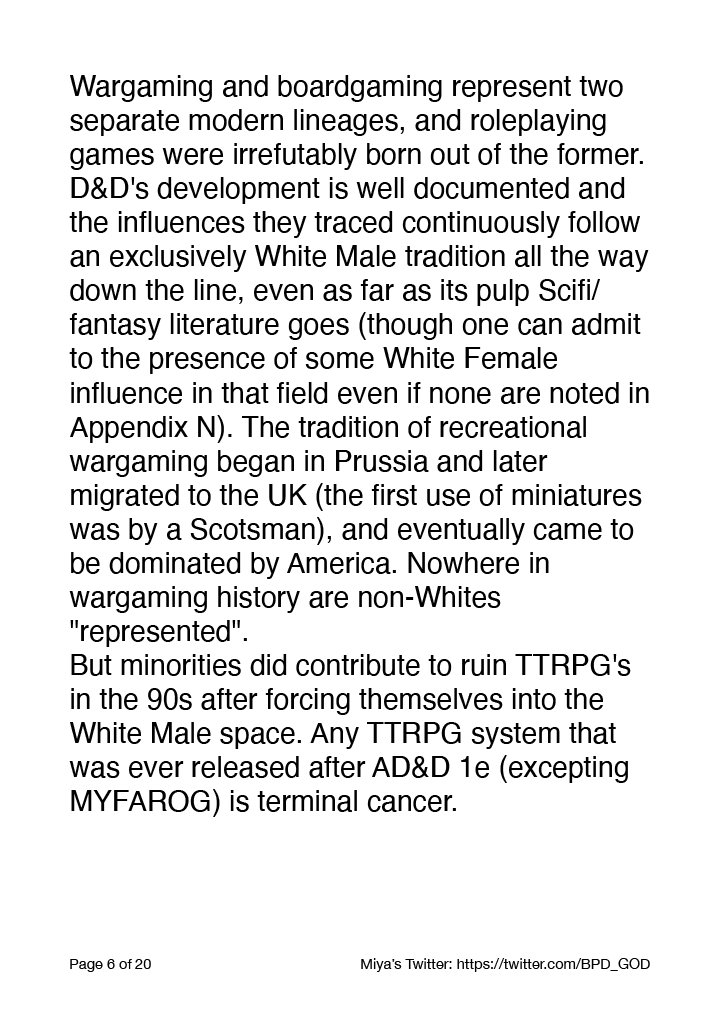 Wargaming and boardgaming represent two
separate modern lineages, and roleplaying
games were irrefutably born out of the former.
D&D's development is well documented and
the influences they traced continuously follow
an exclusively White Male tradition all the way
down the line, even as far as its pulp Scifi/
fantasy literature goes (though one can admit
to the presence of some White Female
influence in that field even if none are noted in
Appendix N). The tradition of recreational
wargaming began in Prussia and later
migrated to the UK (the first use of miniatures
was by a Scotsman), and eventually came to
be dominated by America. Nowhere in
wargaming history are non-Whites
"represented".
But minorities did contribute to ruin TTRPG's
in the 90s after forcing themselves into the
White Male space. Any TTRPG system that
was ever released after AD&D 1e (excepting
MYFAROG) is terminal cancer.
Page 6 of 20 Miya's Twitter: https://twitter.com/BPD_GOD